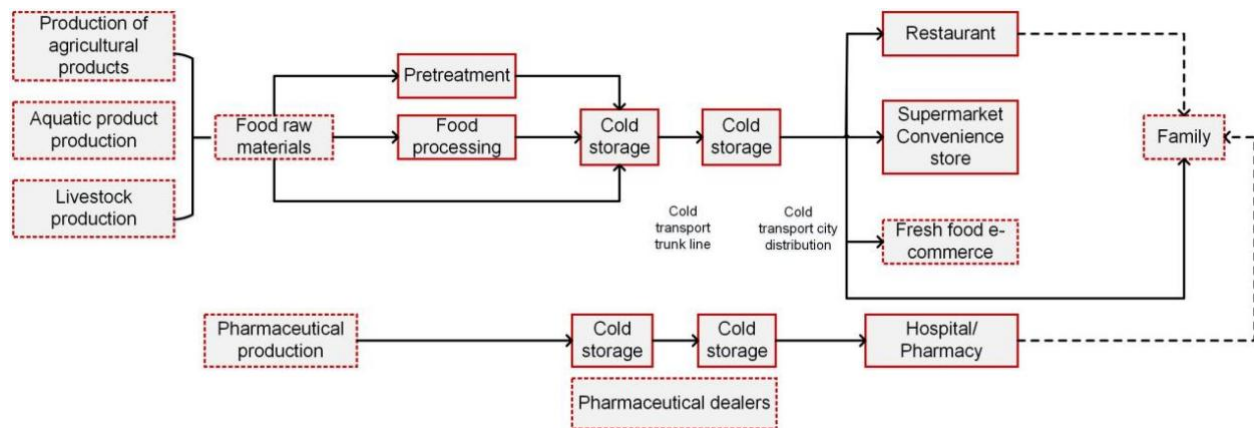 Production of
agricultural
products
Aquatic product
production
Livestock
production
Food raw
materials
Pretreatment
Food
processing
Cold
storage
Cold
storage
Cold
transport
trunk line
Cold
transport city
distribution
Restaurant
Supermarket
Convenience
store
Fresh food e-
commerce
Family
Pharmaceutical
production
Cold
storage
Cold
storage
Hospital/
Pharmacy
Pharmaceutical dealers